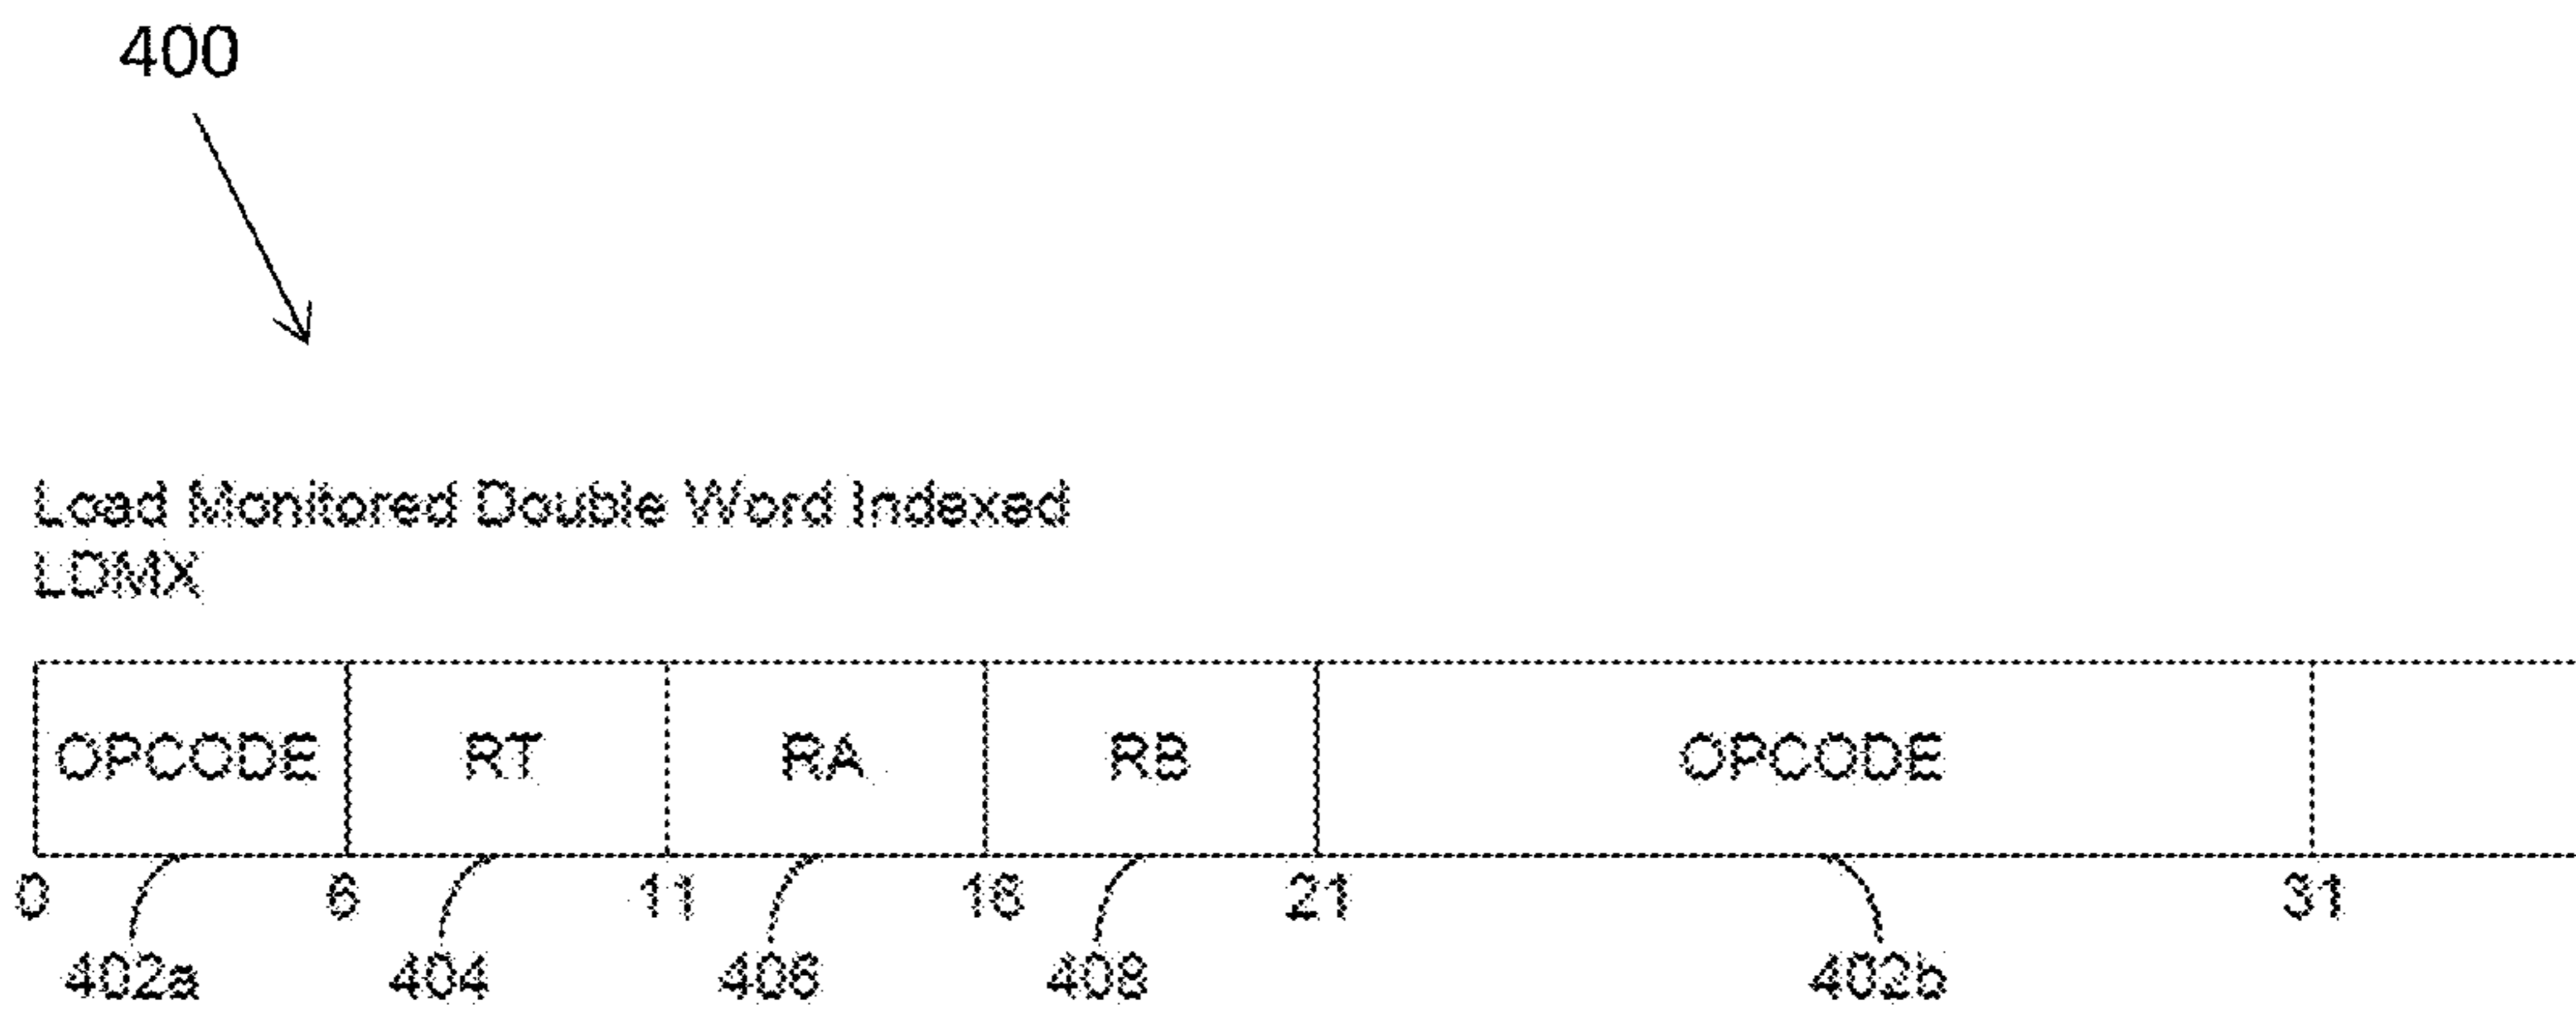 400
Load Monitored Double Word Indexed
LDMX
OPCODE RT RA RB OPCODE
0 6 11 16 21 31
402a 404 406 408 402b